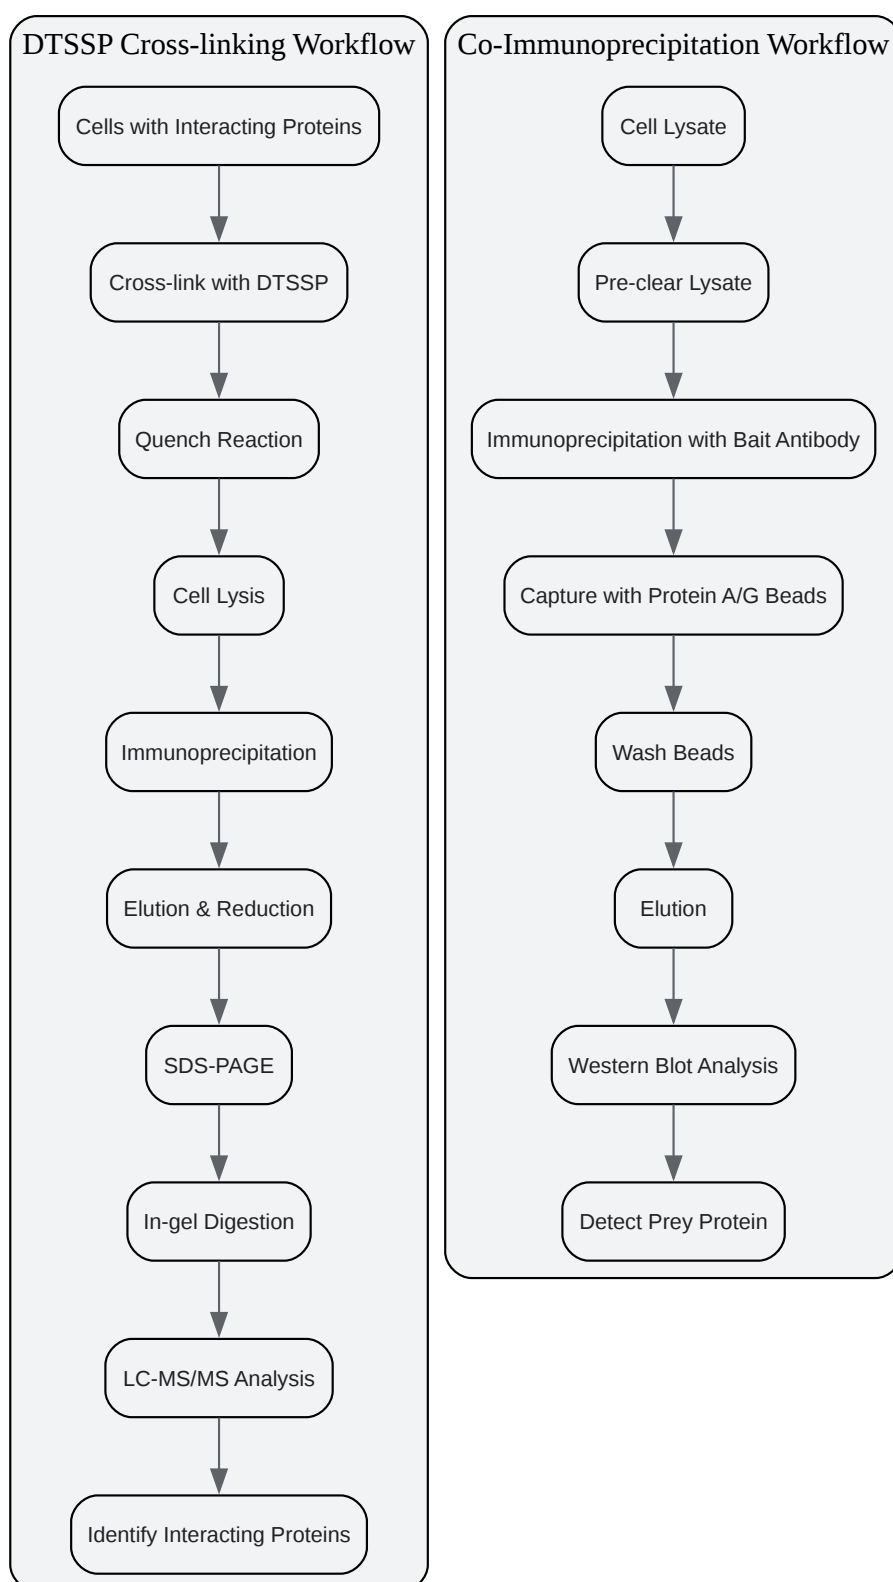 DTSSP Cross-linking Workflow
Cells with Interacting Proteins
Cross-link with DTSSP
Quench Reaction
Cell Lysis
Immunoprecipitation
Elution & Reduction
SDS-PAGE
In-gel Digestion
LC-MS/MS Analysis
Identify Interacting Proteins
Co-Immunoprecipitation Workflow
Cell Lysate
Pre-clear Lysate
Immunoprecipitation with Bait Antibody
Capture with Protein A/G Beads
Wash Beads
Elution
Western Blot Analysis
Detect Prey Protein